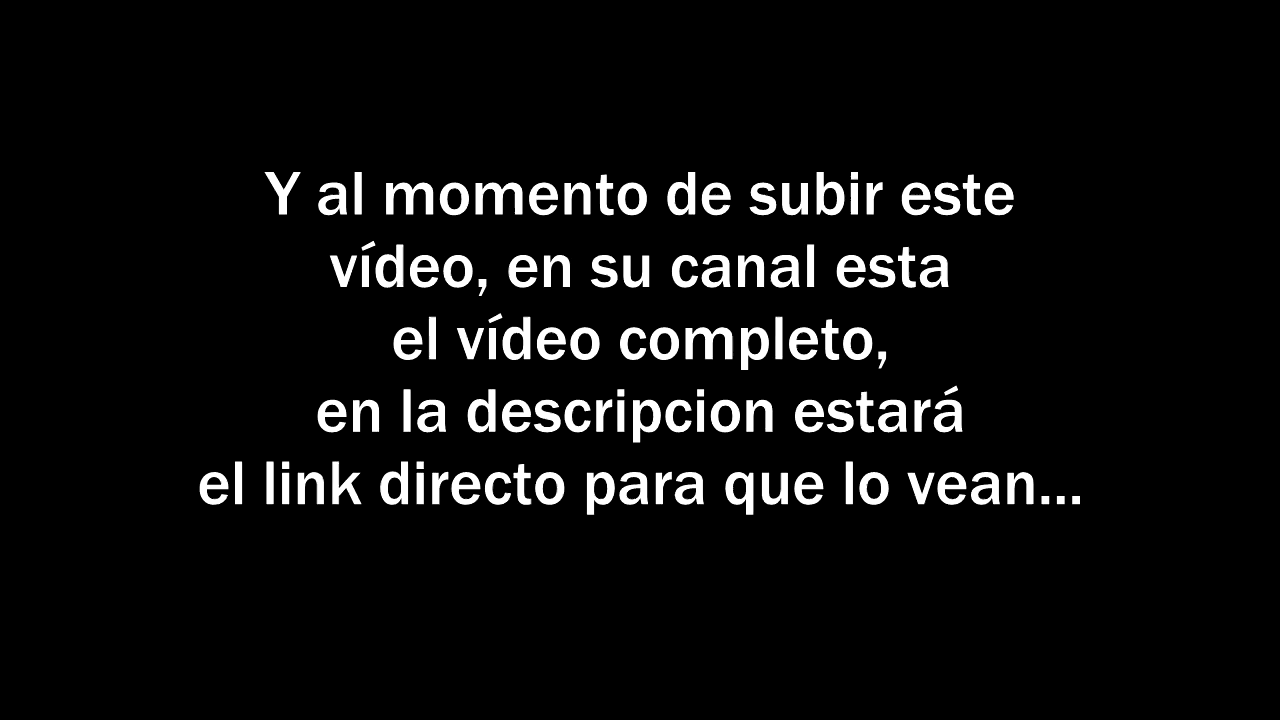 Y al momento de subir este
vídeo, en su canal esta
el vídeo completo,
en la descripcion estará
el link directo para que lo vean...